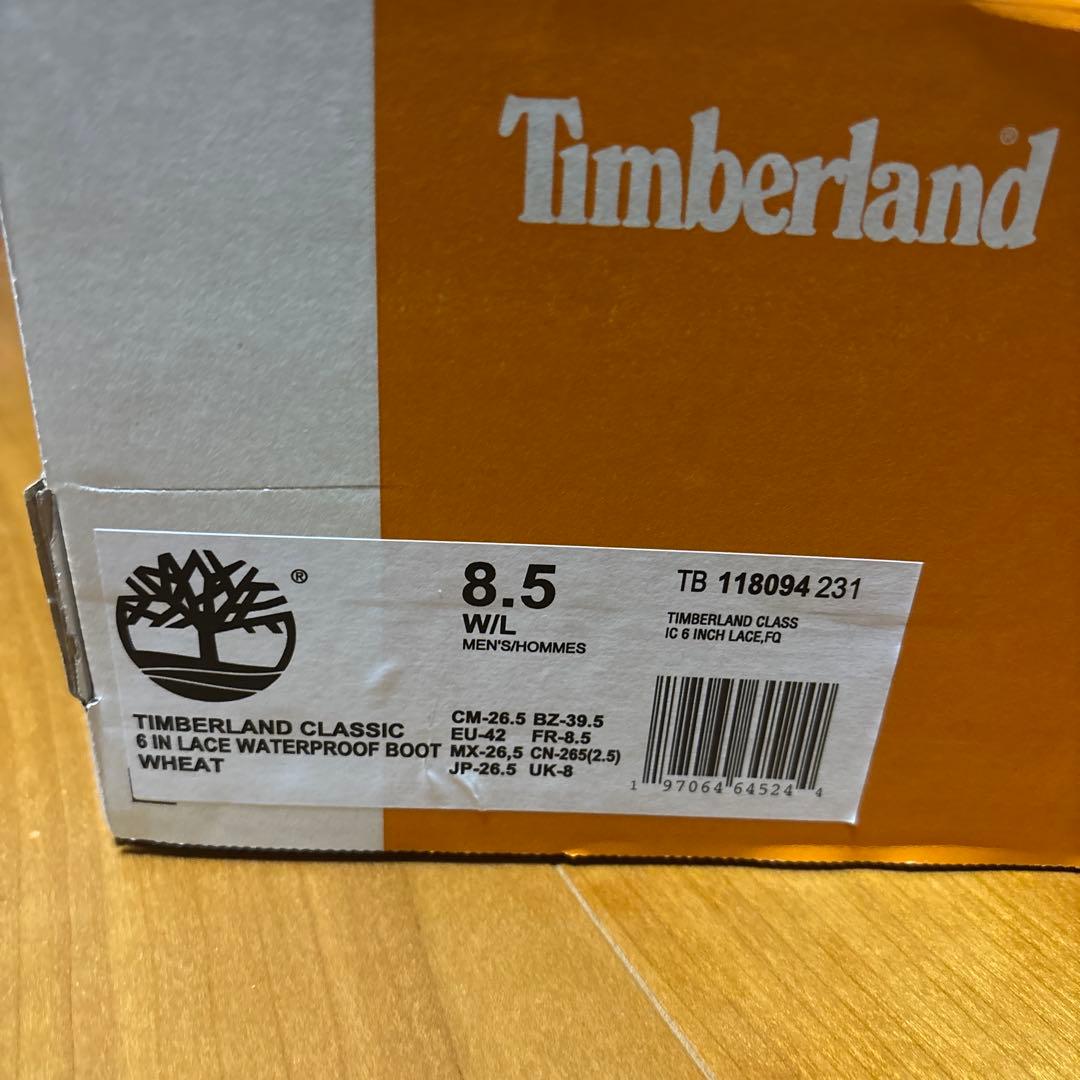 Timberland®
®
8.5
W/L
MEN'S/HOMMES
TB 118094 231
TIMBERLAND CLASS
IC 6 INCH LACE,FQ
TIMBERLAND CLASSIC
6 IN LACE WATERPROOF BOOT
WHEAT
CM-26.5 BZ-39.5
EU-42 FR-8.5
MX-26,5 CN-265(2.5)
JP-26.5 UK-8
1 97064 64524 4